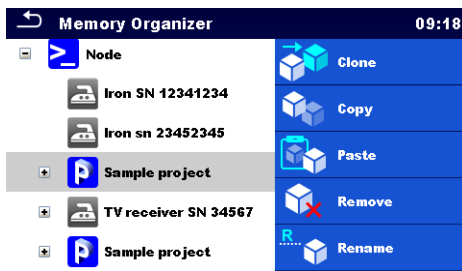 Memory Organizer 09:18
Node
Iron SN 12341234
Iron sn 23452345
Sample project
TV receiver SN 34567
Sample project
Clone
Copy
Paste
Remove
R
Rename